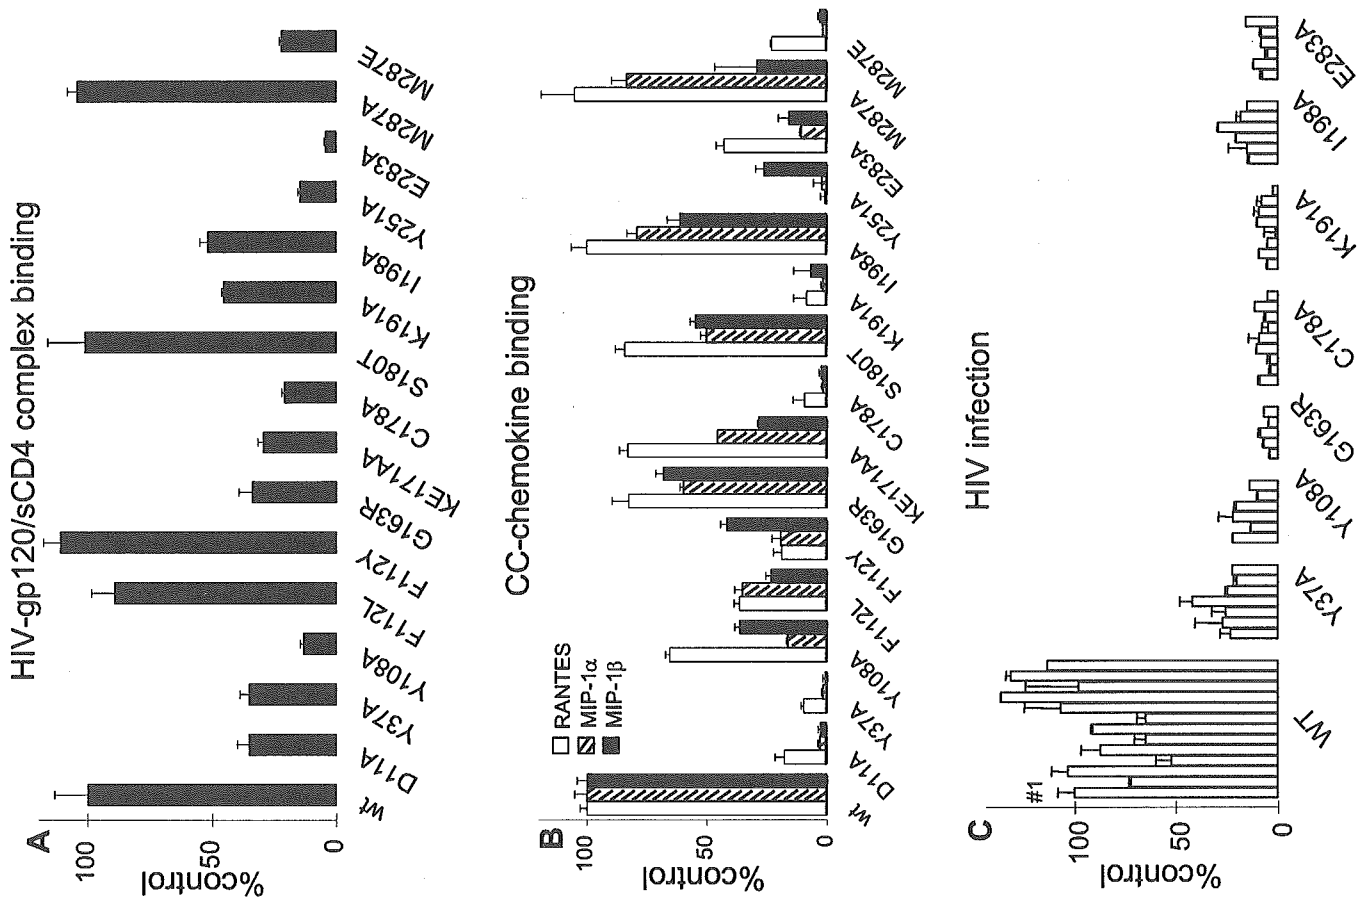 A
HIV-gp120/sCD4 complex binding
%control
100
50
0
wt
D11A
Y37A
Y108A
F112L
F112Y
G163R
KE171AA
C178A
S180T
K191A
I198A
Y251A
E283A
M287A
M287E
B
CC-chemokine binding
RANTES
MIP-1α
MIP-1β
%control
100
50
0
wt
D11A
Y37A
Y108A
F112L
F112Y
G163R
KE171AA
C178A
S180T
K191A
I198A
Y251A
E283A
M287A
M287E
C
HIV infection
#1
%control
100
50
0
WT
Y37A
Y108A
G163R
C178A
K191A
I198A
E283A